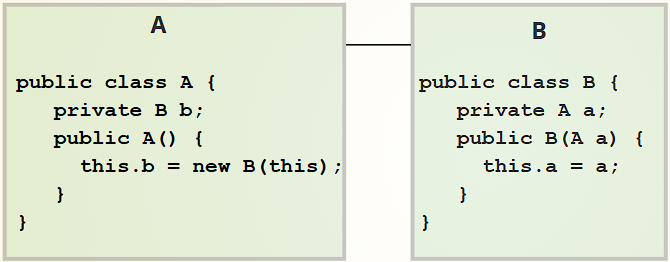 A
public class A {
private B b;
public A() {
this.b = new B(this);
}
}
B
public class B {
private A a;
public B(A a) {
this.a = a;
}
}